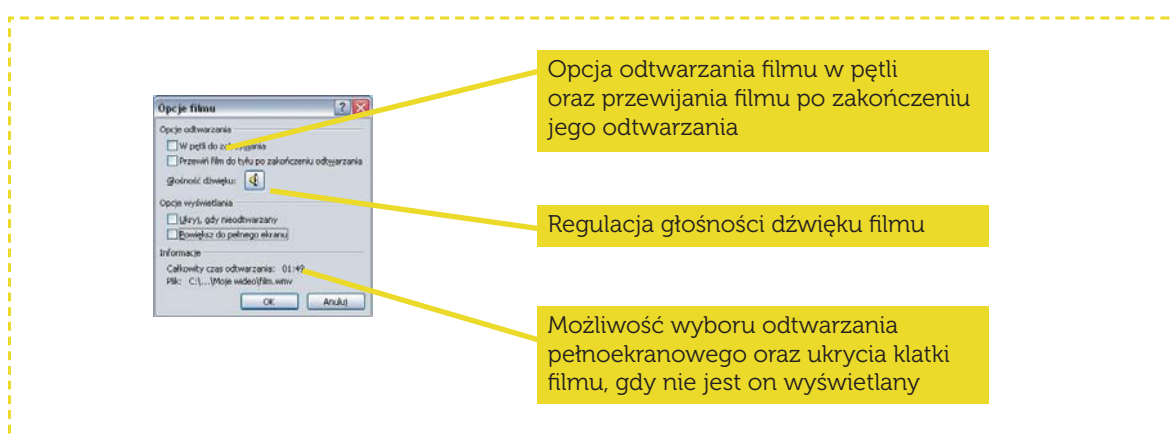 Opcja odtwarzania filmu w pętli
oraz przewijania filmu po zakończeniu
jego odtwarzania
Opcje filmu
Opcje odtwarzania
W pętli do
Przewiń film do tyłu po zakończeniu odtwarzania
Głośność dźwięku:
Regulacja głośności dźwięku filmu
Opcje wyświetlania
Ukryj, gdy nieodtwarzany
Powiększ do pełnego ekranu
Informacje
Całkowity czas odtwarzania: 01:49
Plik: C:\...\Moje wideo\film.wmv
OK Anuluj
Możliwość wyboru odtwarzania
pełnoekranowego oraz ukrycia klatki
filmu, gdy nie jest on wyświetlany